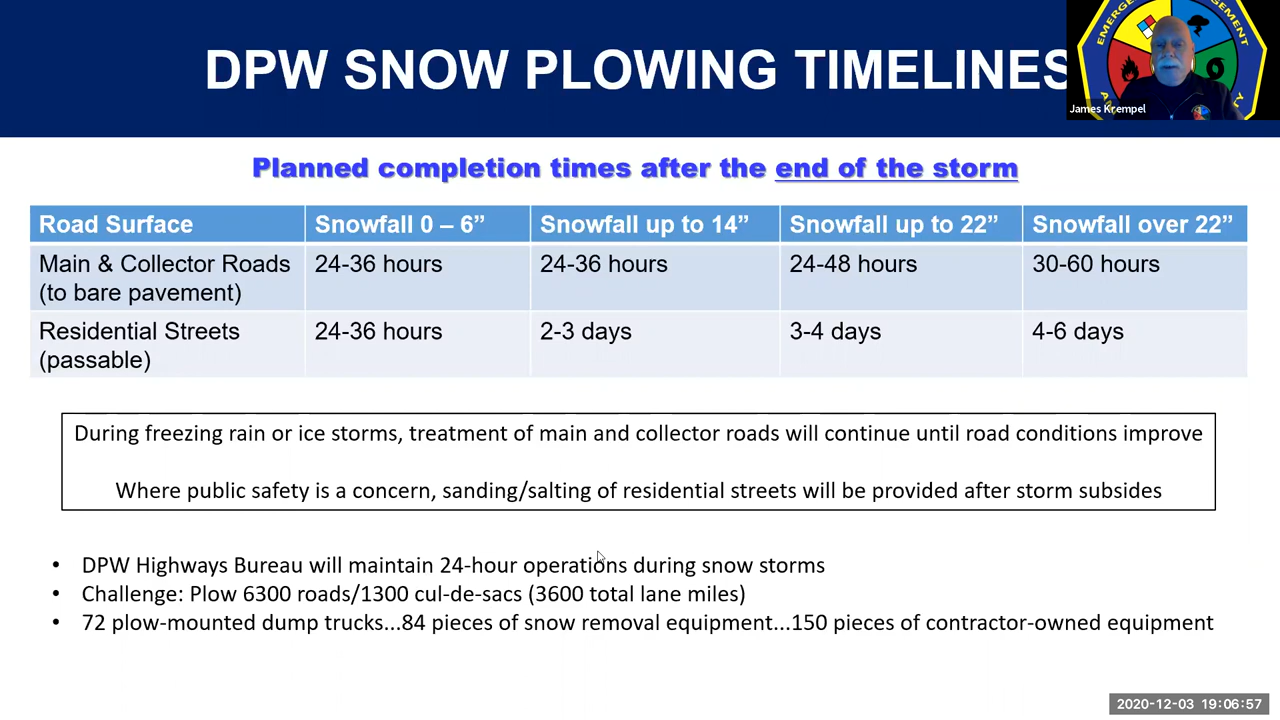 DPW SNOW PLOWING TIMELINES
EMERGE
GEMENT
James Krempel
Planned completion times after the end of the storm
Road Surface Snowfall 0 – 6” Snowfall up to 14” Snowfall up to 22” Snowfall over 22”
Main & Collector Roads 24-36 hours 24-36 hours 24-48 hours 30-60 hours
(to bare pavement)
Residential Streets 24-36 hours 2-3 days 3-4 days 4-6 days
(passable)
During freezing rain or ice storms, treatment of main and collector roads will continue until road conditions improve
Where public safety is a concern, sanding/salting of residential streets will be provided after storm subsides
• DPW Highways Bureau will maintain 24-hour operations during snow storms
• Challenge: Plow 6300 roads/1300 cul-de-sacs (3600 total lane miles)
• 72 plow-mounted dump trucks...84 pieces of snow removal equipment...150 pieces of contractor-owned equipment
2020-12-03 19:06:57